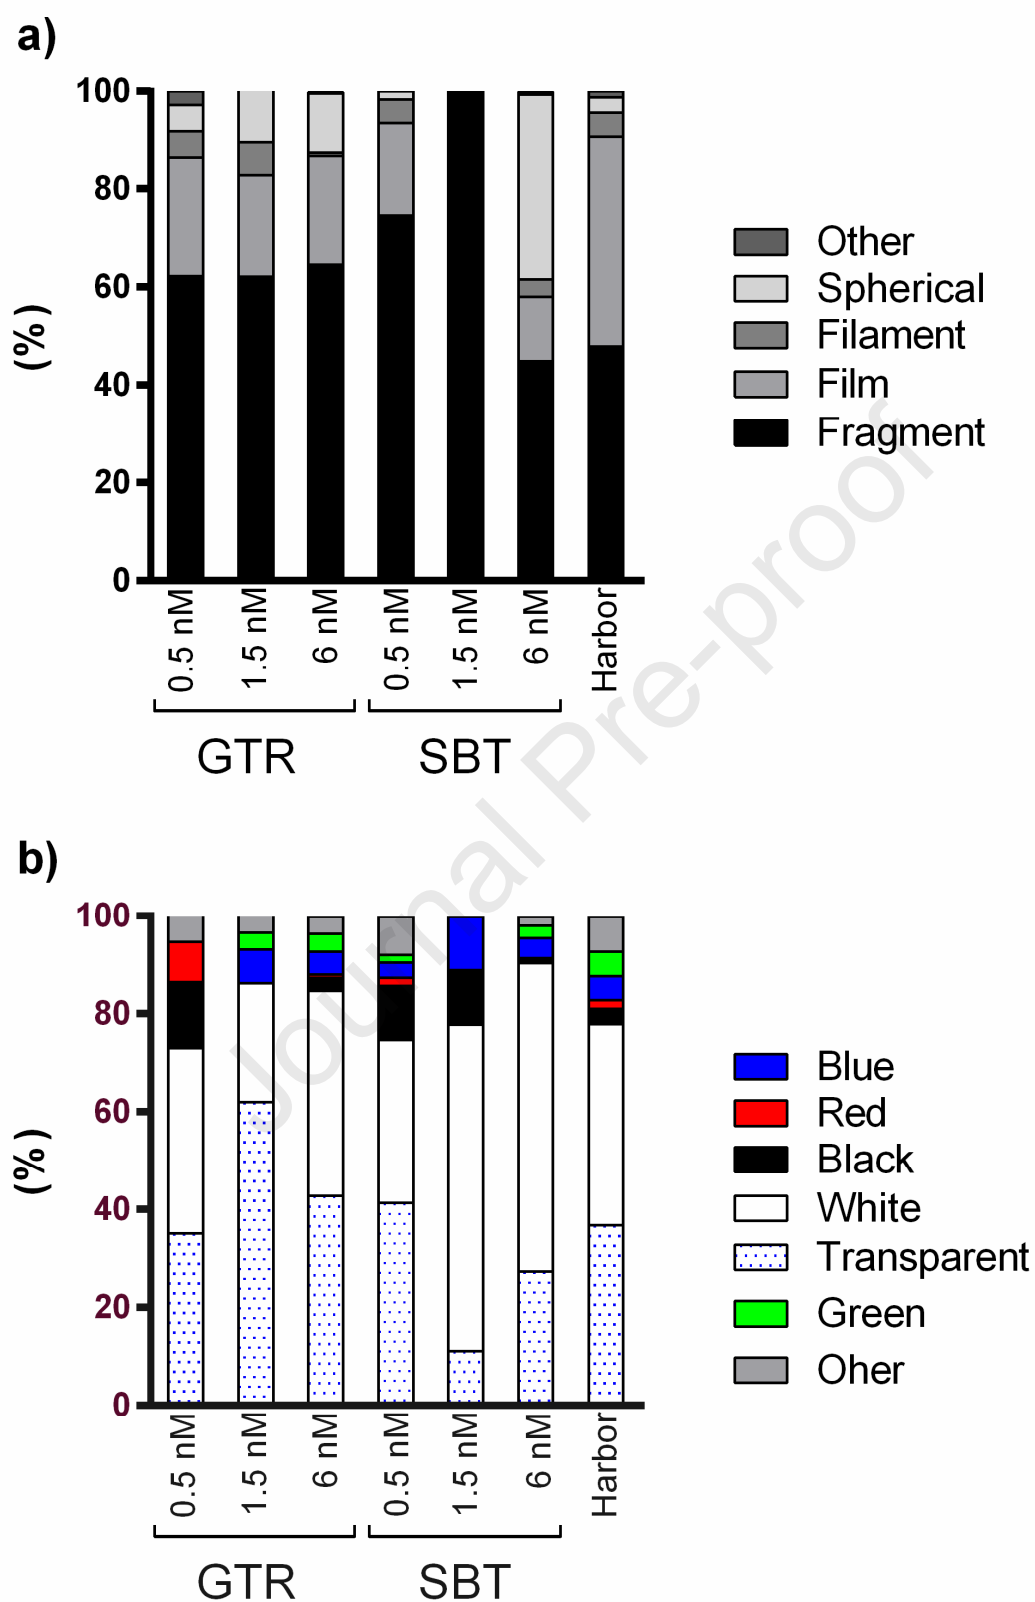 a)
100
80
60
40
20
0
(%)
Other
Spherical
Filament
Film
Fragment
0.5 nM
1.5 nM
6 nM
0.5 nM
1.5 nM
6 nM
Harbor
GTR
SBT
Journal Pre-proof
b)
100
80
60
40
20
0
(%)
Blue
Red
Black
White
Transparent
Green
Oher
0.5 nM
1.5 nM
6 nM
0.5 nM
1.5 nM
6 nM
Harbor
GTR
SBT